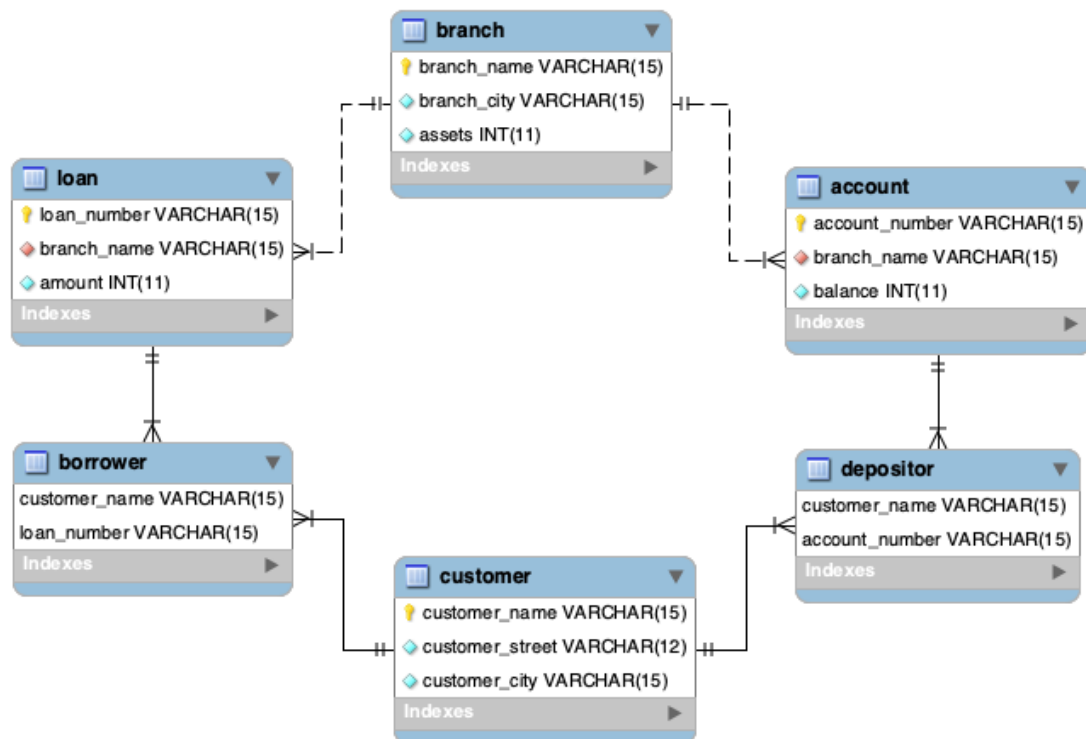 branch
branch_name VARCHAR(15)
branch_city VARCHAR(15)
assets INT(11)
Indexes
loan
loan_number VARCHAR(15)
branch_name VARCHAR(15)
amount INT(11)
Indexes
account
account_number VARCHAR(15)
branch_name VARCHAR(15)
balance INT(11)
Indexes
borrower
customer_name VARCHAR(15)
loan_number VARCHAR(15)
Indexes
depositor
customer_name VARCHAR(15)
account_number VARCHAR(15)
Indexes
customer
customer_name VARCHAR(15)
customer_street VARCHAR(12)
customer_city VARCHAR(15)
Indexes